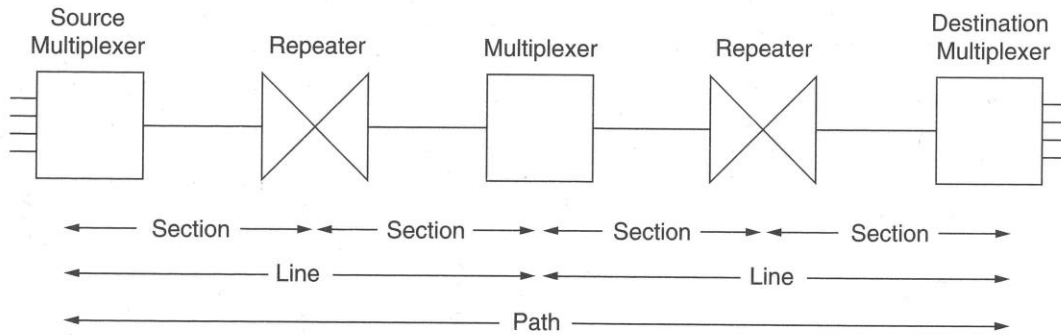 Source
Multiplexer
Repeater
Multiplexer
Repeater
Destination
Multiplexer
Section
Section
Section
Section
Line
Line
Path